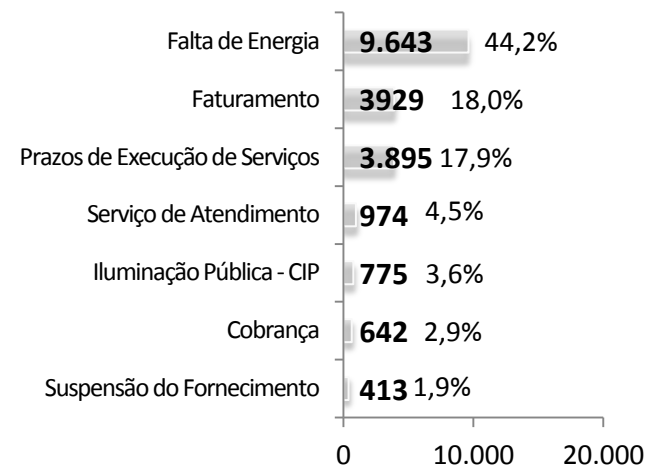 Falta de Energia 9.643 44,2%
Faturamento 3929 18,0%
Prazos de Execução de Serviços 3.895 17,9%
Serviço de Atendimento 974 4,5%
Iluminação Pública - CIP 775 3,6%
Cobrança 642 2,9%
Suspensão do Fornecimento 413 1,9%
0 10.000 20.000